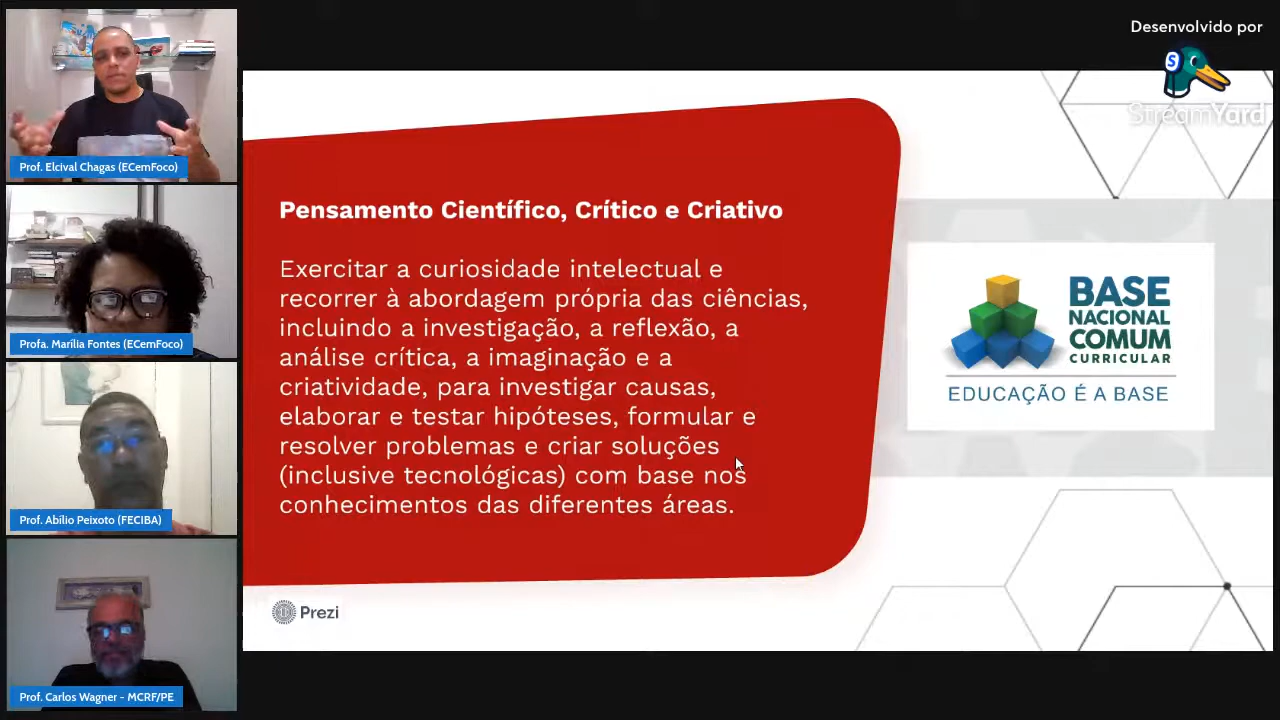 Desenvolvido por
StreamYard
Prof. Elcival Chagas (ECemFoco)
Profa. Marília Fontes (ECemFoco)
Prof. Abílio Peixoto (FECIBA)
Prof. Carlos Wagner - MCRF/PE
Pensamento Científico, Crítico e Criativo
Exercitar a curiosidade intelectual e
recorrer à abordagem própria das ciências,
incluindo a investigação, a reflexão, a
análise crítica, a imaginação e a
criatividade, para investigar causas,
elaborar e testar hipóteses, formular e
resolver problemas e criar soluções
(inclusive tecnológicas) com base nos
conhecimentos das diferentes áreas.
BASE
NACIONAL
COMUM
CURRICULAR
EDUCAÇÃO É A BASE
Prezi